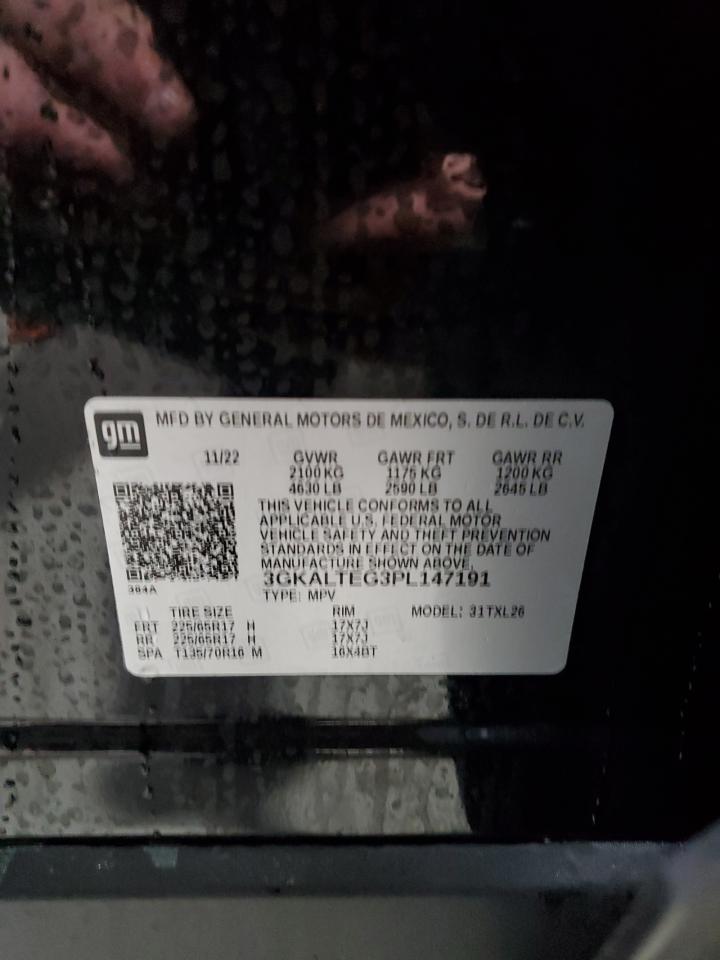 gm
MFD BY GENERAL MOTORS DE MEXICO, S. DE R.L. DE C.V.
11/22 GVWR GAWR FRT GAWR RR
2100 KG 1175 KG 1200 KG
4630 LB 2590 LB 2645 LB
THIS VEHICLE CONFORMS TO ALL
APPLICABLE U.S. FEDERAL MOTOR
VEHICLE SAFETY AND THEFT PREVENTION
STANDARDS IN EFFECT ON THE DATE OF
MANUFACTURE SHOWN ABOVE.
3GKALTEG3PL147191
TYPE: MPV
384A
TIRE SIZE RIM MODEL: 31TXL26
FRT 225/65R17 H 17X7J
RR 225/65R17 H 17X7J
SPA T135/70R16 M 16X4BT